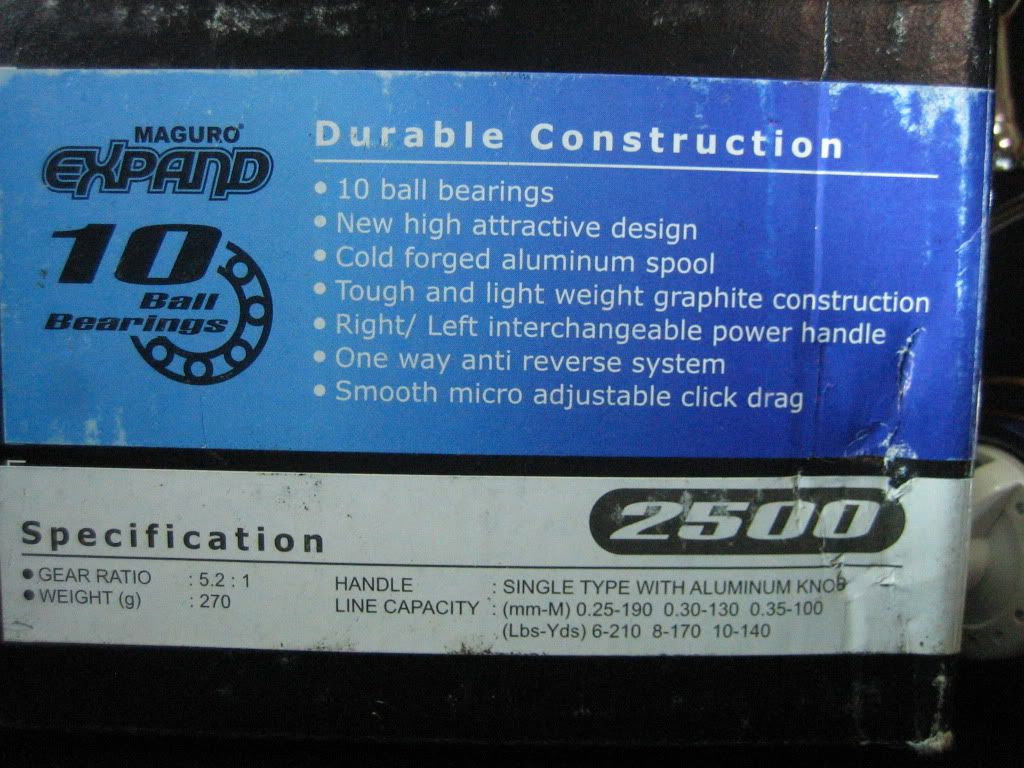 MAGURO®
EXPAND
10
Ball
Bearings
Durable Construction
• 10 ball bearings
• New high attractive design
• Cold forged aluminum spool
• Tough and light weight graphite construction
• Right/ Left interchangeable power handle
• One way anti reverse system
• Smooth micro adjustable click drag
2500
Specification
• GEAR RATIO : 5.2 : 1
• WEIGHT (g) : 270
HANDLE : SINGLE TYPE WITH ALUMINUM KNOB
LINE CAPACITY : (mm-M) 0.25-190 0.30-130 0.35-100
(Lbs-Yds) 6-210 8-170 10-140